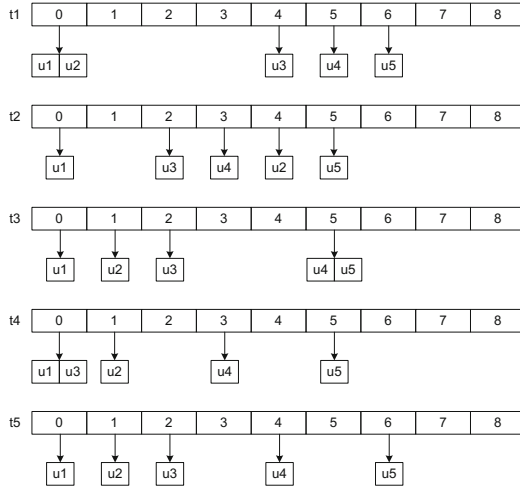 t1 0 1 2 3 4 5 6 7 8
u1 u2 u3 u4 u5
t2 0 1 2 3 4 5 6 7 8
u1 u3 u4 u2 u5
t3 0 1 2 3 4 5 6 7 8
u1 u2 u3 u4 u5
t4 0 1 2 3 4 5 6 7 8
u1 u3 u2 u4 u5
t5 0 1 2 3 4 5 6 7 8
u1 u2 u3 u4 u5